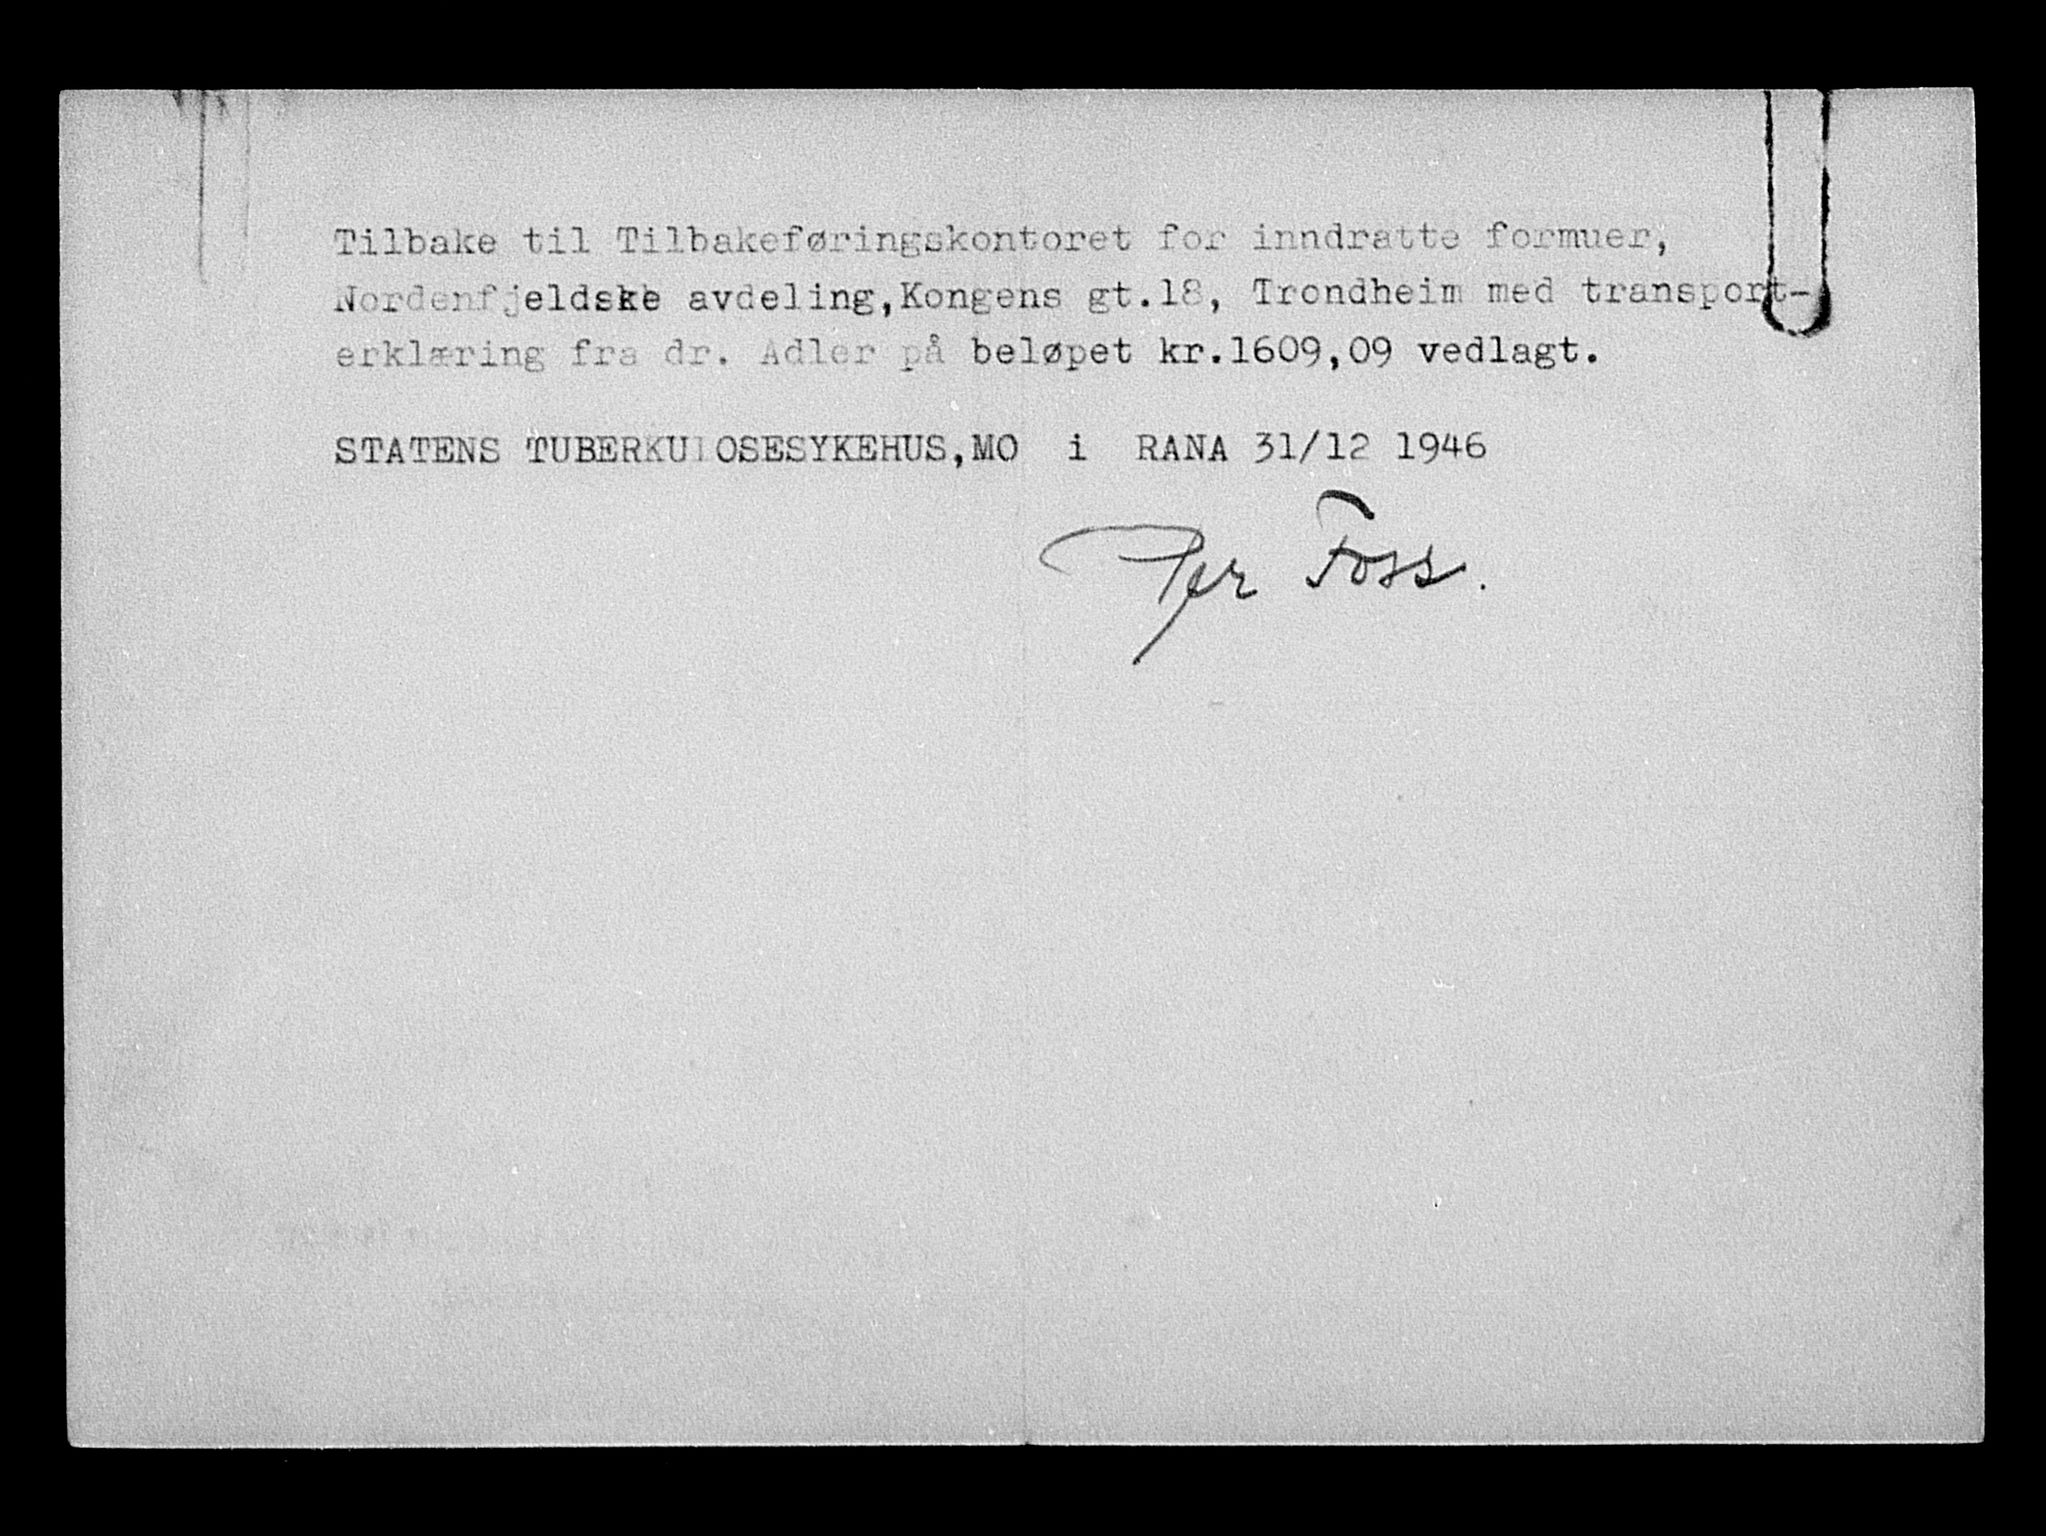 Tilbake til Tilbakeføringskontoret for inndratte formuer,
Nordenfjeldske avdeling,Kongens gt.18, Trondheim med transport-
erklæring fra dr. Adler på beløpet kr.1609,09 vedlagt.
STATENS TUBERKULOSESYKEHUS,MO i RANA 31/12 1946
Per Foss.